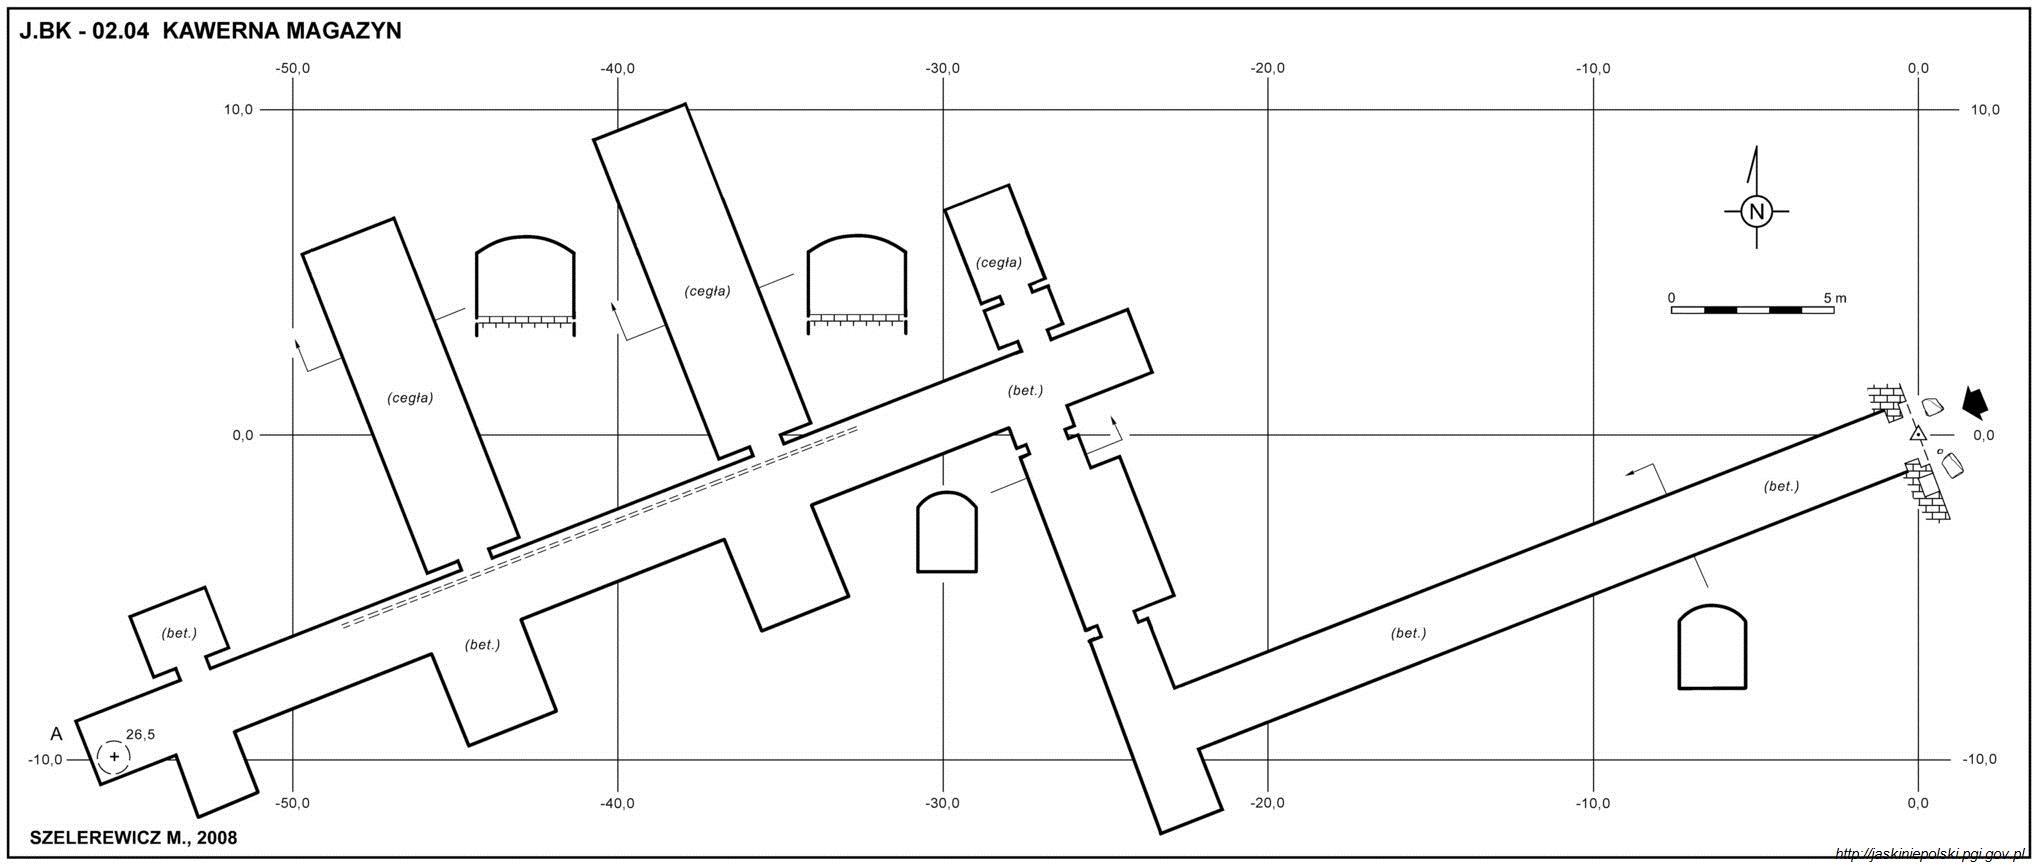 J.BK - 02.04 KAWERNA MAGAZYN
-50,0 -40,0 -30,0 -20,0 -10,0 0,0
10,0 10,0
N
(cegła)
(cegła)
0 5 m
(bet.)
(cegła)
0,0 0,0
(bet.)
(bet.)
(bet.)
(bet.)
A 26,5
-10,0 -10,0
-50,0 -40,0 -30,0 -20,0 -10,0 0,0
SZELEREWICZ M., 2008
http://jaskiniepolski.pgi.gov.pl